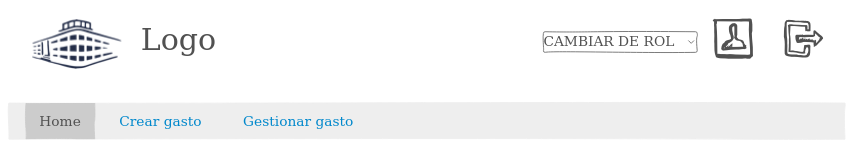 Logo
CAMBIAR DE ROL
Home
Crear gasto
Gestionar gasto